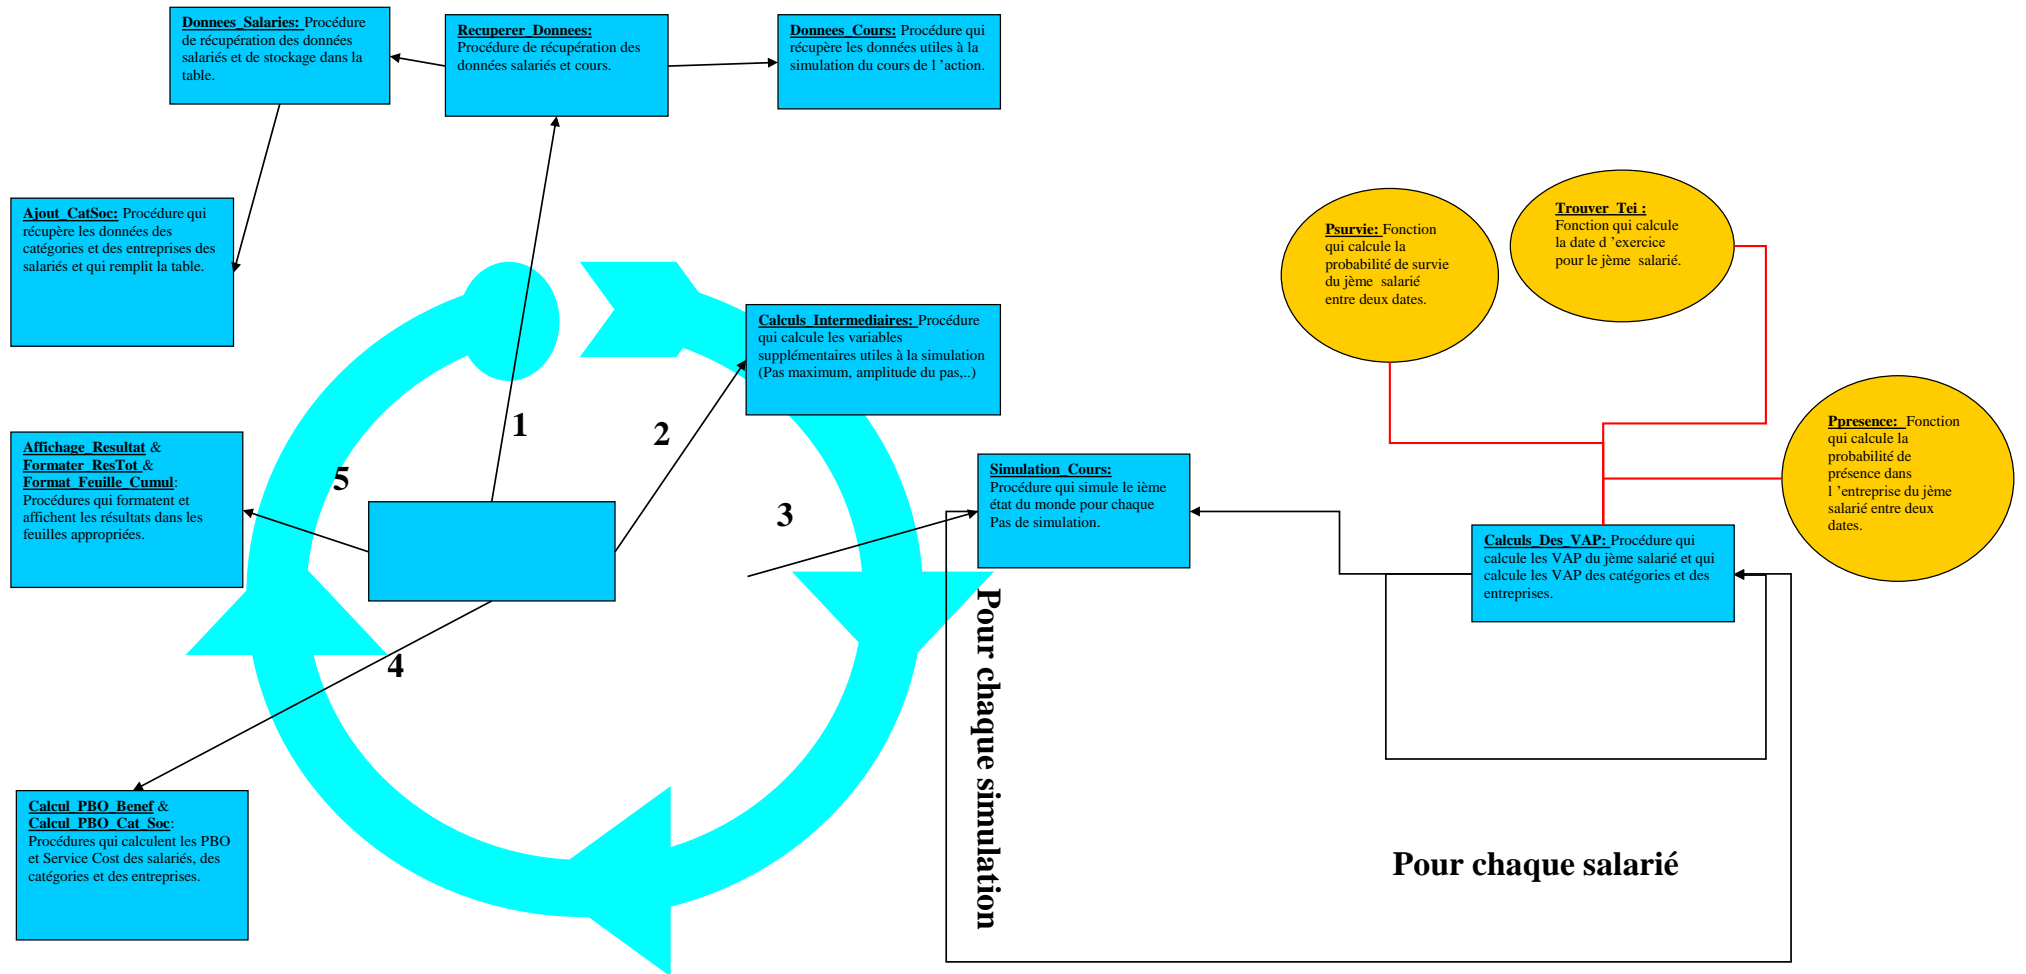 Donnees_Salaries: Procédure
de récupération des données
salariés et de stockage dans la
table.
Recuperer_Donnees:
Procédure de récupération des
données salariés et cours.
Donnees_Cours: Procédure qui
récupère les données utiles à la
simulation du cours de l ’action.
Ajout_CatSoc: Procédure qui
récupère les données des
catégories et des entreprises des
salariés et qui remplit la table.
Psurvie: Fonction
qui calcule la
probabilité de survie
du jème salarié
entre deux dates.
Trouver_Tei :
Fonction qui calcule
la date d ’exercice
pour le jème salarié.
Calculs_Intermediaires: Procédure
qui calcule les variables
supplémentaires utiles à la simulation
(Pas maximum, amplitude du pas,..)
1
2
Ppresence: Fonction
qui calcule la
probabilité de
présence dans
l ’entreprise du jème
salarié entre deux
dates.
Affichage_Resultat &
Formater_ResTot &
Format_Feuille_Cumul:
Procédures qui formatent et
affichent les résultats dans les
feuilles appropriées.
5
3
Simulation_Cours:
Procédure qui simule le ième
état du monde pour chaque
Pas de simulation.
Calculs_Des_VAP: Procédure qui
calcule les VAP du jème salarié et qui
calcule les VAP des catégories et des
entreprises.
4
Pour chaque simulation
Calcul_PBO_Benef &
Calcul_PBO_Cat_Soc:
Procédures qui calculent les PBO
et Service Cost des salariés, des
catégories et des entreprises.
Pour chaque salarié